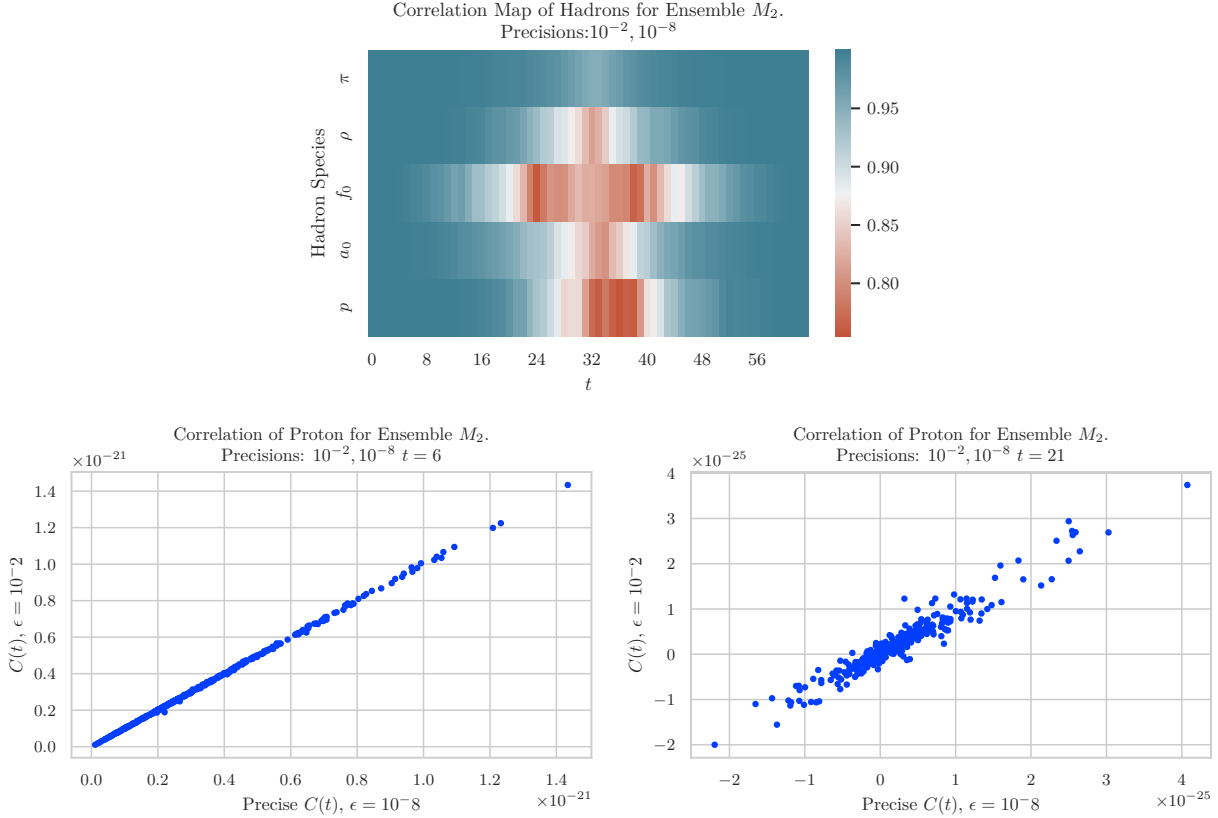 Correlation Map of Hadrons for Ensemble M₂.
Precisions:10⁻², 10⁻⁸
Hadron Species
π
ρ
f₀
a₀
p
0 8 16 24 32 40 48 56
t
0.95
0.90
0.85
0.80
Correlation of Proton for Ensemble M₂.
Precisions: 10⁻², 10⁻⁸ t = 6
×10⁻²¹
1.4
1.2
1.0
0.8
0.6
0.4
0.2
0.0
C(t), ϵ = 10⁻2
0.0 0.2 0.4 0.6 0.8 1.0 1.2 1.4
×10⁻²¹
Precise C(t), ϵ = 10⁻8
Correlation of Proton for Ensemble M₂.
Precisions: 10⁻², 10⁻⁸ t = 21
×10⁻²⁵
4
3
2
1
0
−1
−2
C(t), ϵ = 10⁻2
−2 −1 0 1 2 3 4
×10⁻²⁵
Precise C(t), ϵ = 10⁻8